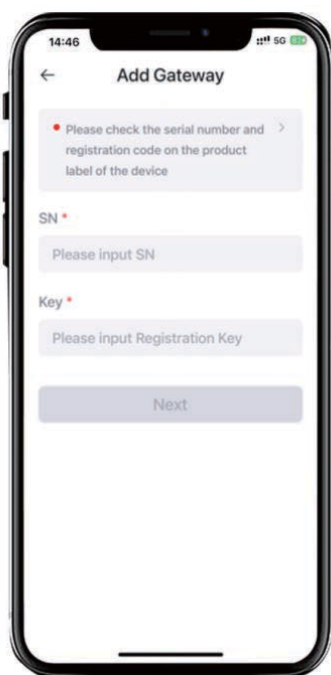 14:46
5G
Add Gateway
Please check the serial number and
registration code on the product
label of the device
SN *
Please input SN
Key *
Please input Registration Key
Next